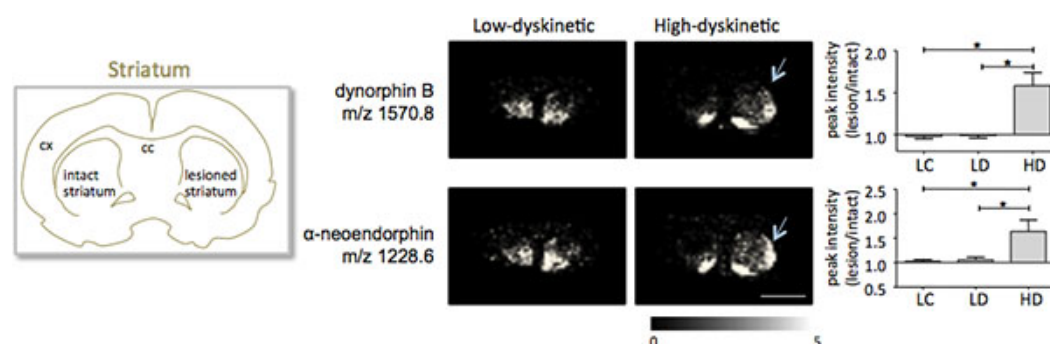 Striatum
cx
cc
intact
striatum
lesioned
striatum
Low-dyskinetic
High-dyskinetic
dynorphin B
m/z 1570.8
α-neoendorphin
m/z 1228.6
0
5
peak intensity
(lesion/intact)
2.0
1.5
1.0
*
*
LC
LD
HD
peak intensity
(lesion/intact)
2.5
2.0
1.5
1.0
0.5
*
*
LC
LD
HD